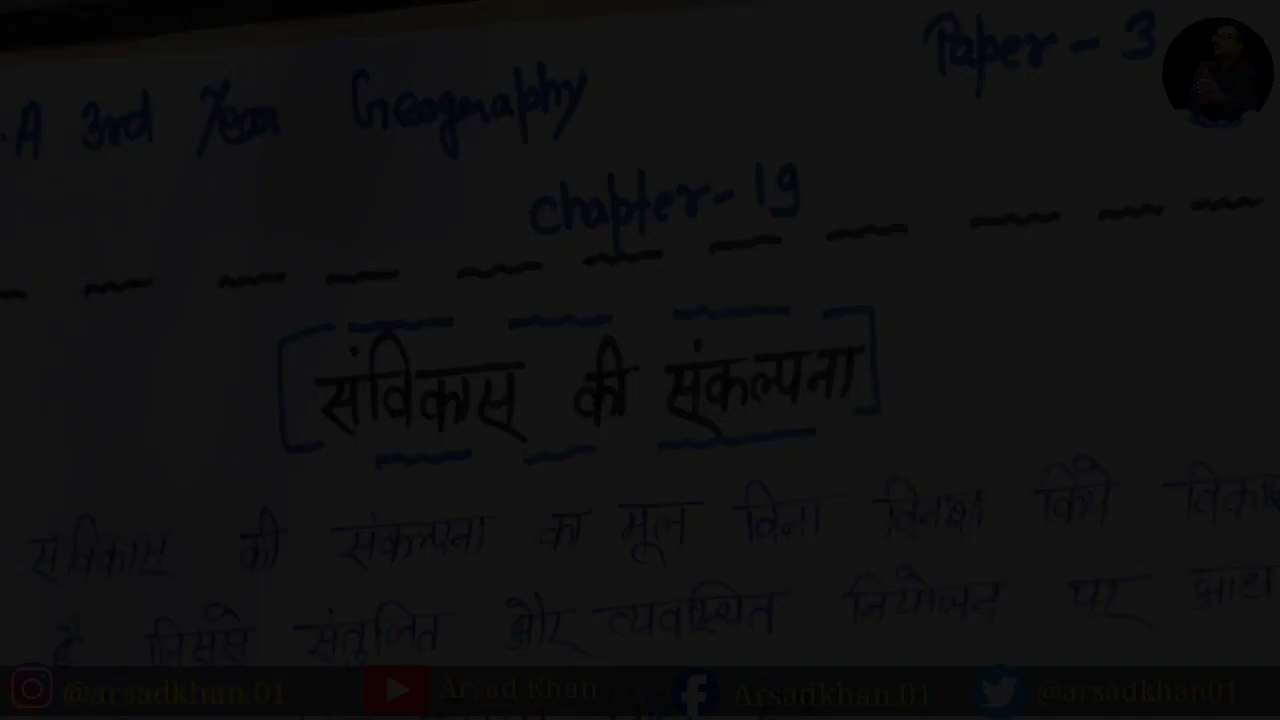 Paper - 3
.A 3rd Year Geography
chapter - 19
[संविकास की संकल्पना]
संविकास की संकल्पना का मूल बिना विनाश किये विकास
है जिससे संतुलित और व्यवस्थित नियोजन पर आधा
@arsadkhan.01 Arsad Khan Arsadkhan.01 @arsadkhan01